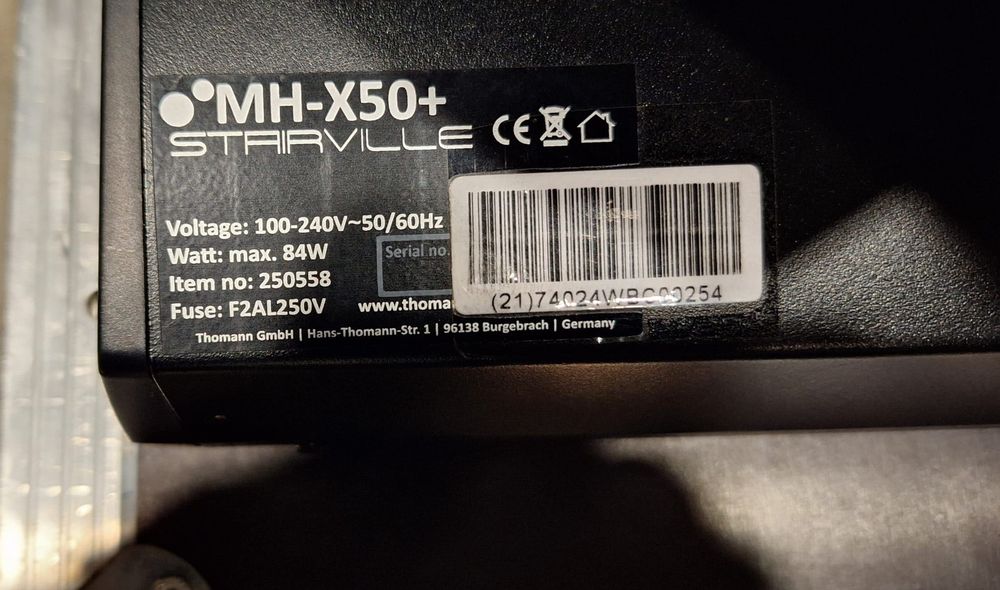 MH-X50+
STAIRVILLE
CE
Voltage: 100-240V~50/60Hz
Watt: max. 84W
Serial no.
Item no: 250558
Fuse: F2AL250V
www.thoma
(21)74024WBC00254
Thomann GmbH | Hans-Thomann-Str. 1 | 96138 Burgebrach | Germany